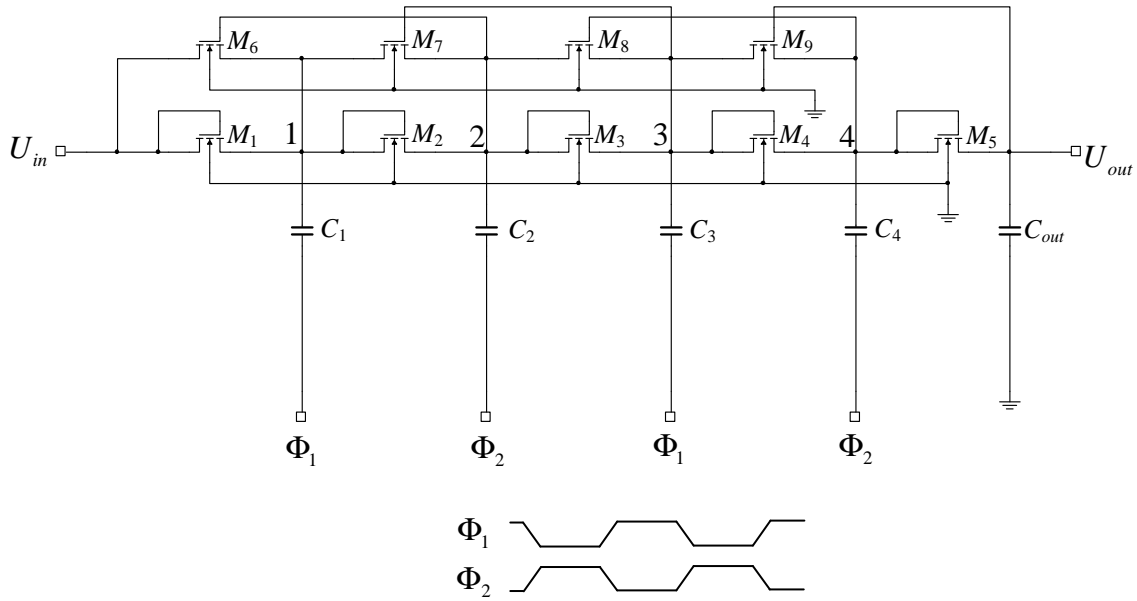 M₆ M₇ M₈ M₉
U_in M₁ 1 M₂ 2 M₃ 3 M₄ 4 M₅ U_out
C₁ C₂ C₃ C₄ C_out
Φ₁ Φ₂ Φ₁ Φ₂
Φ₁
Φ₂